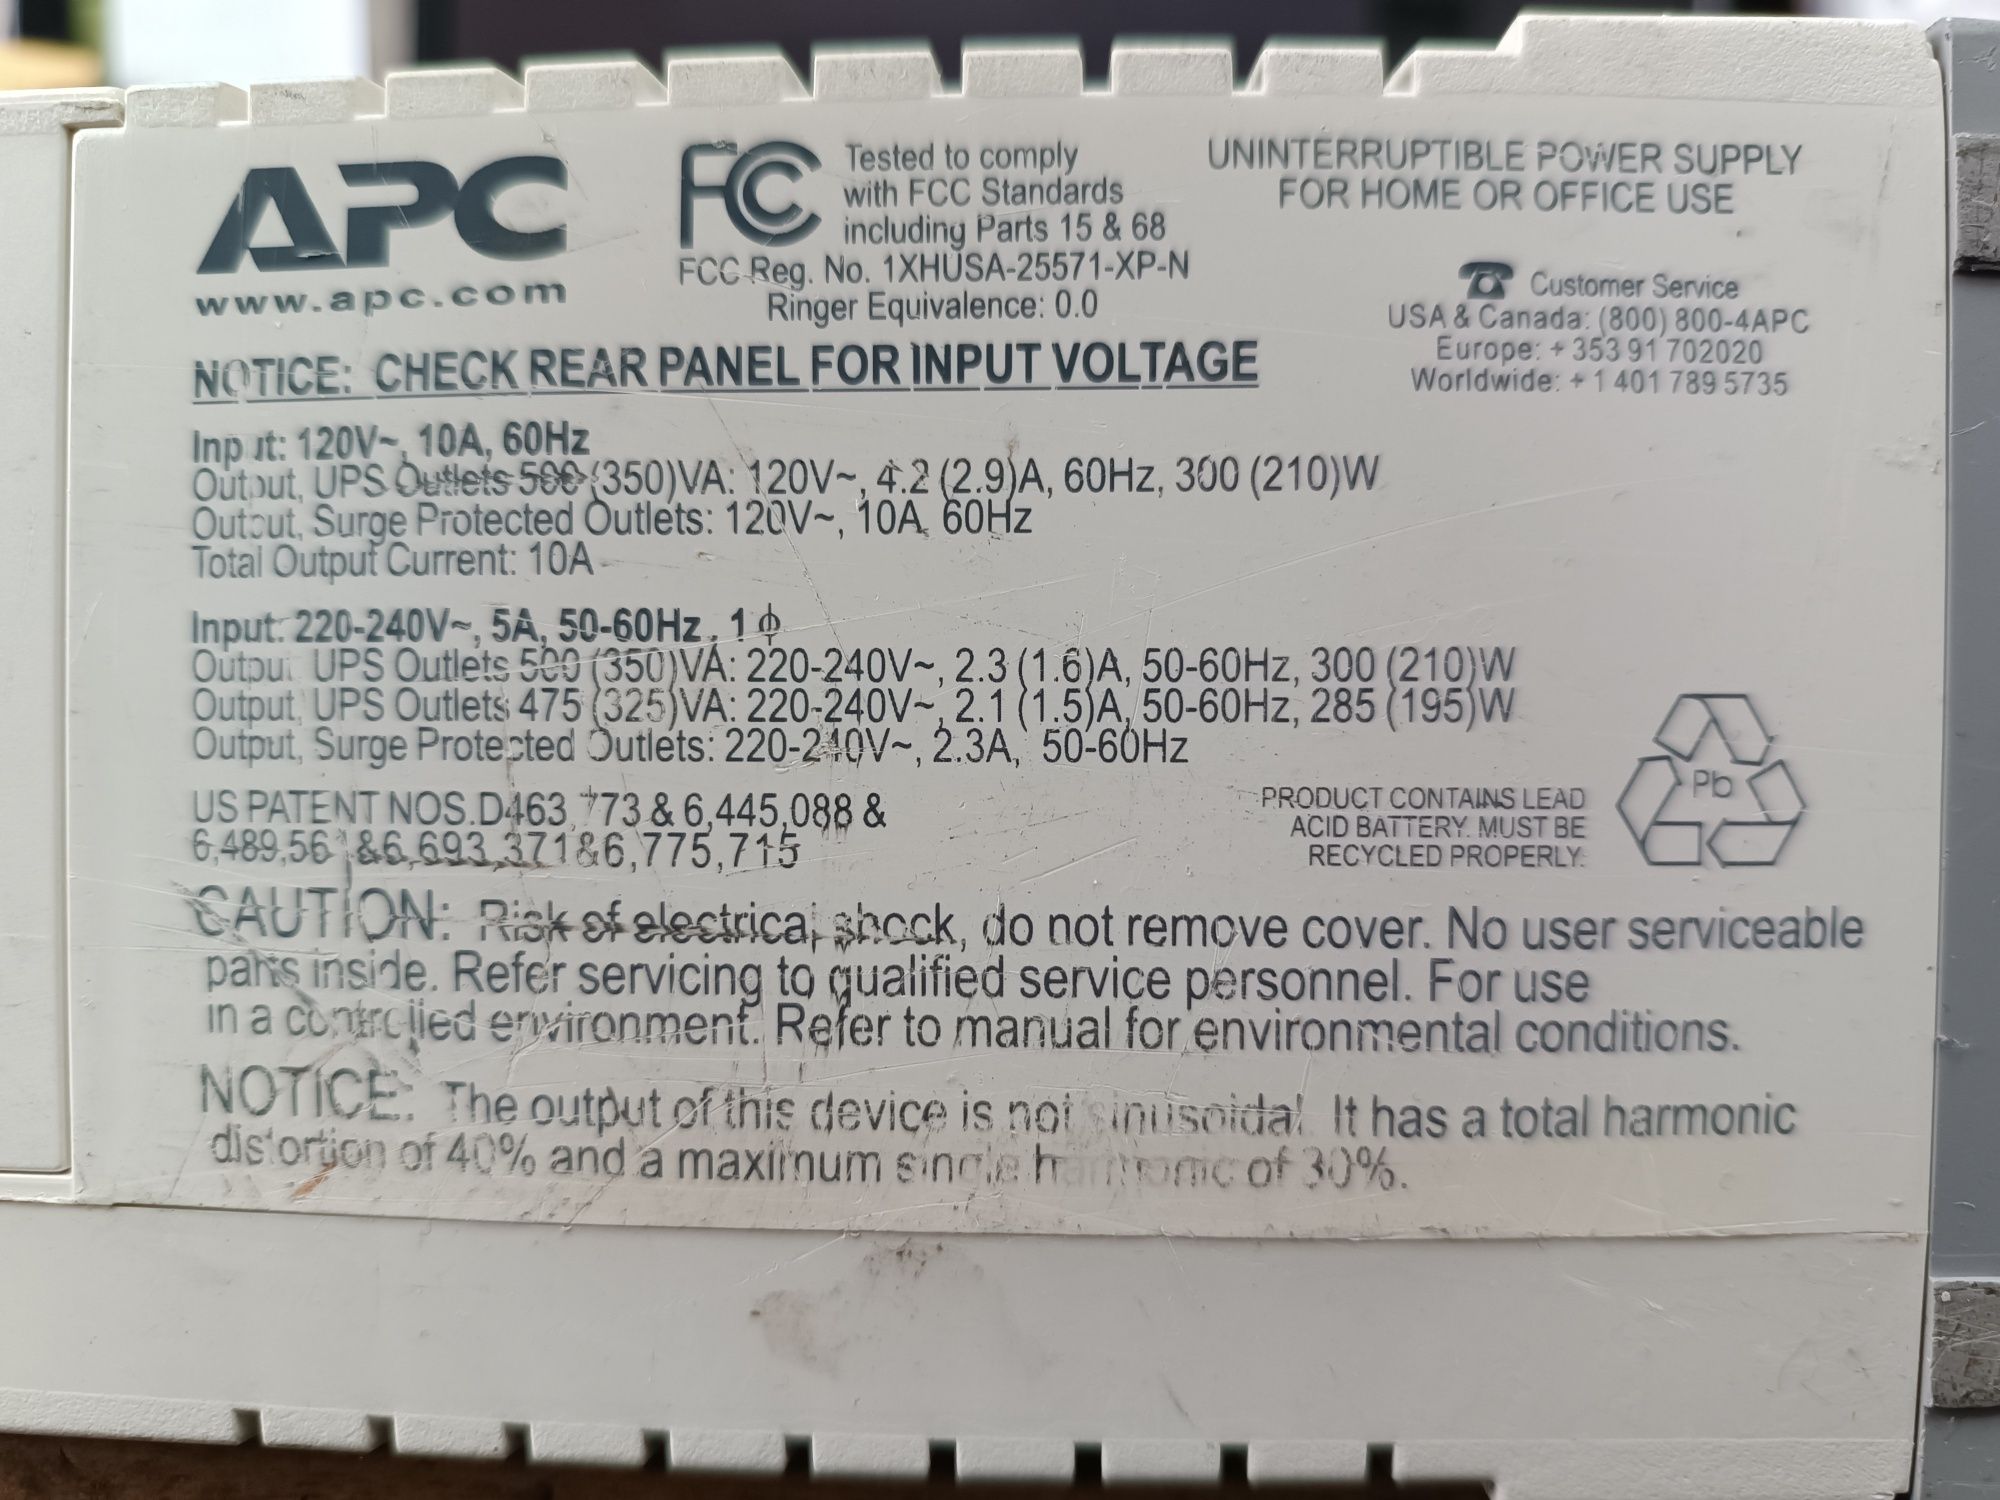 APC
www.apc.com
FC
Tested to comply
with FCC Standards
including Parts 15 & 68
FCC Reg. No. 1XHUSA-25571-XP-N
Ringer Equivalence: 0.0
UNINTERRUPTIBLE POWER SUPPLY
FOR HOME OR OFFICE USE
Customer Service
USA & Canada: (800) 800-4APC
Europe: + 353 91 702020
Worldwide: + 1 401 789 5735
NOTICE: CHECK REAR PANEL FOR INPUT VOLTAGE
Input: 120V~, 10A, 60Hz
Output, UPS Outlets 500 (350)VA: 120V~, 4.2 (2.9)A, 60Hz, 300 (210)W
Output, Surge Protected Outlets: 120V~, 10A, 60Hz
Total Output Current: 10A
Input: 220-240V~, 5A, 50-60Hz, 1 ϕ
Output, UPS Outlets 500 (350)VA: 220-240V~, 2.3 (1.6)A, 50-60Hz, 300 (210)W
Output, UPS Outlets 475 (325)VA: 220-240V~, 2.1 (1.5)A, 50-60Hz, 285 (195)W
Output, Surge Protected Outlets: 220-240V~, 2.3A, 50-60Hz
US PATENT NOS.D463,773 & 6,445,088 &
6,489,561&6,693,371&6,775,715
PRODUCT CONTAINS LEAD
ACID BATTERY. MUST BE
RECYCLED PROPERLY.
Pb
CAUTION: Risk of electrical shock, do not remove cover. No user serviceable
parts inside. Refer servicing to qualified service personnel. For use
in a controlled environment. Refer to manual for environmental conditions.
NOTICE: The output of this device is not sinusoidal. It has a total harmonic
distortion of 40% and a maximum single harmonic of 30%.